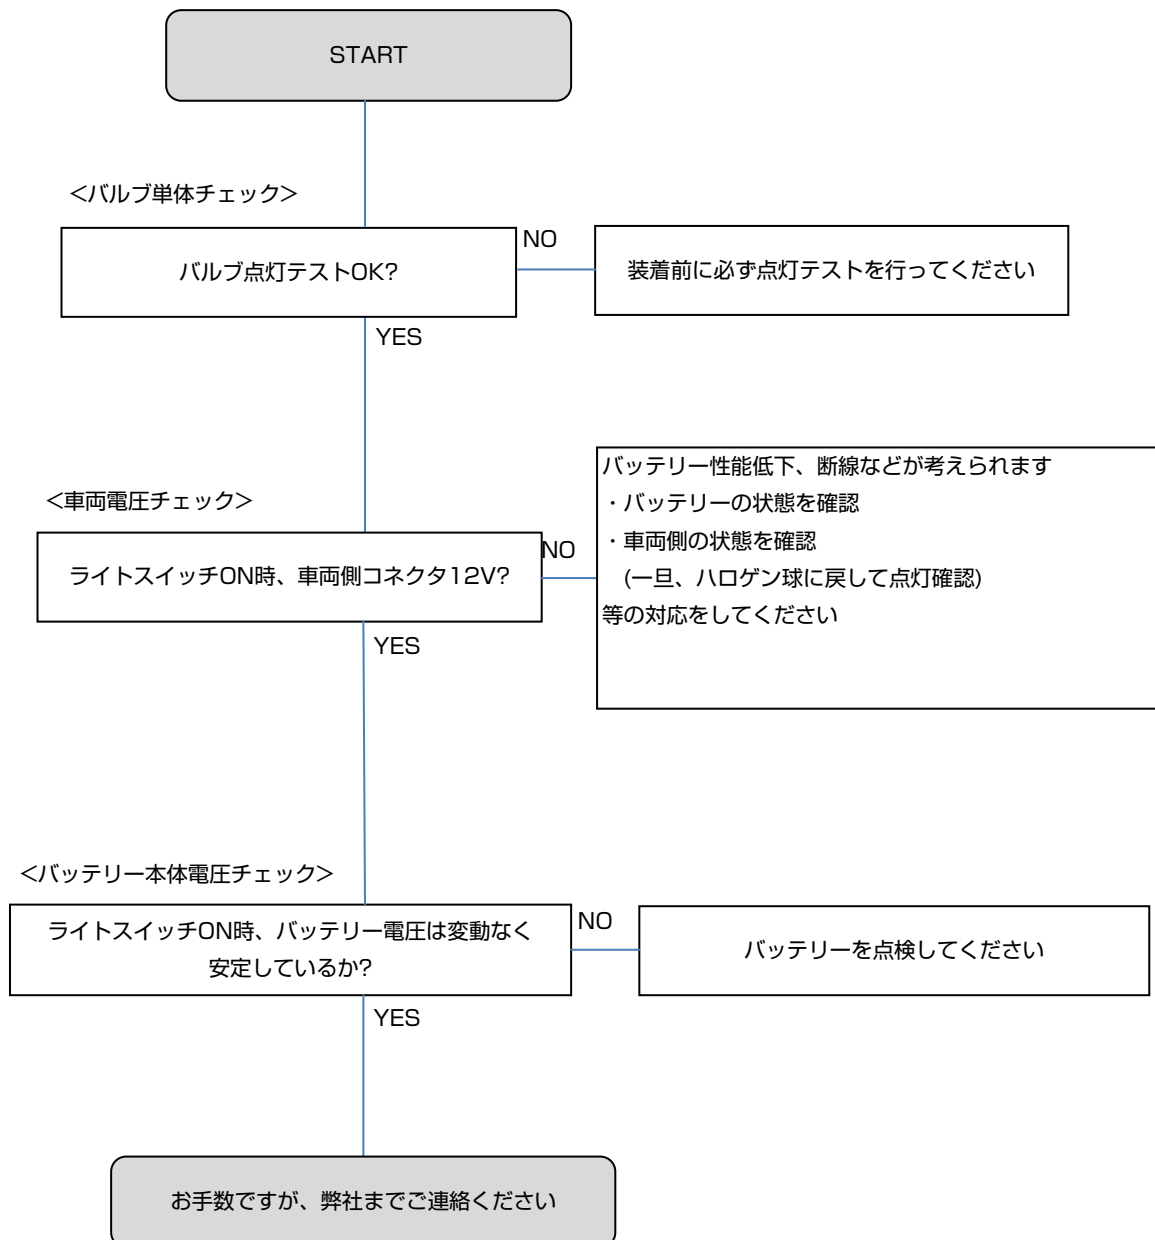 START
<バルブ単体チェック>
バルブ点灯テストOK?
NO
装着前に必ず点灯テストを行ってください
YES
<車両電圧チェック>
ライトスイッチON時、車両側コネクタ12V?
NO
バッテリー性能低下、断線などが考えられます
・バッテリーの状態を確認
・車両側の状態を確認
(一旦、ハロゲン球に戻して点灯確認)
等の対応をしてください
YES
<バッテリー本体電圧チェック>
ライトスイッチON時、バッテリー電圧は変動なく
安定しているか?
NO
バッテリーを点検してください
YES
お手数ですが、弊社までご連絡ください